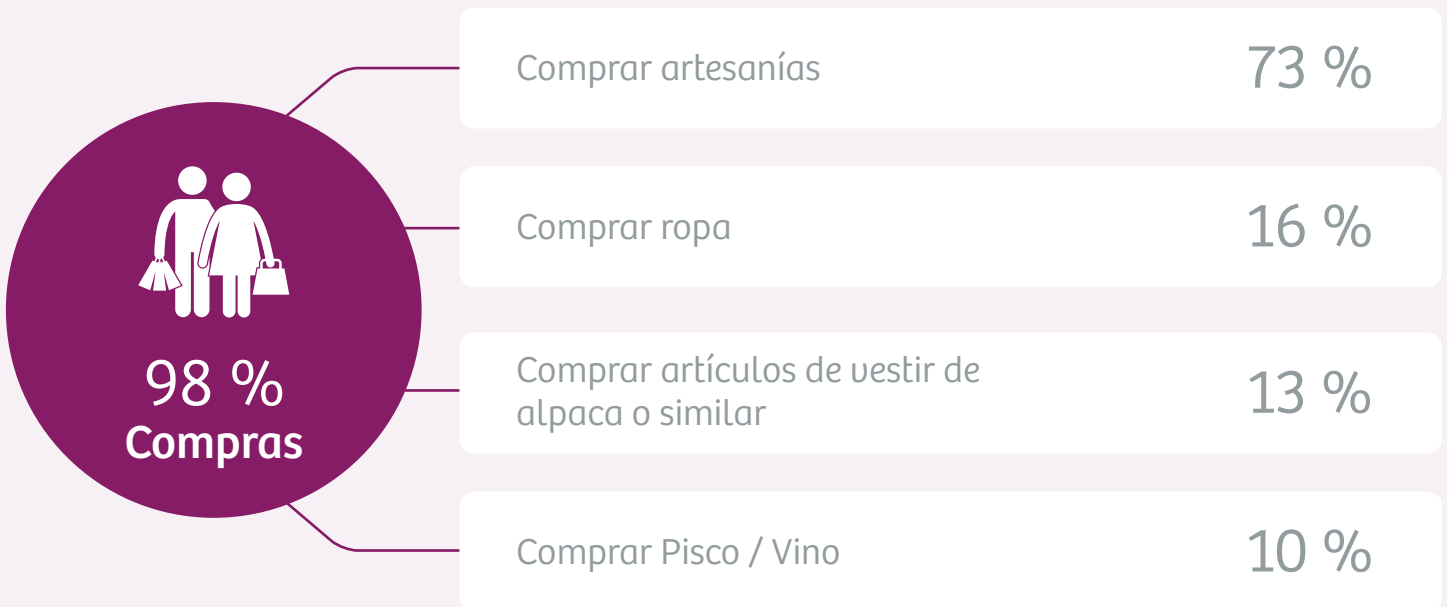 Comprar artesanías
73 %
Comprar ropa
16 %
98 %
Compras
Comprar artículos de vestir de
alpaca o similar
13 %
Comprar Pisco / Vino
10 %